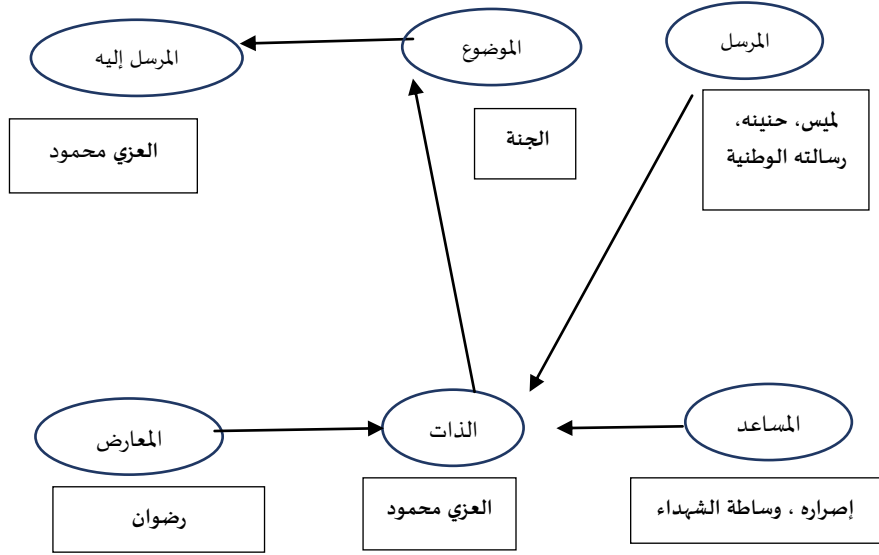 المرسل
الموضوع
المرسل إليه
لميس، حنينه،
رسالته الوطنية
الجنة
العزي محمود
المساعد
الذات
المعارض
إصراره ، وساطة الشهداء
العزي محمود
رضوان